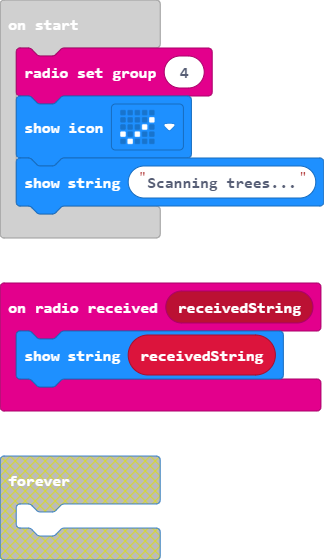 on start
radio set group 4
show icon
show string "Scanning trees..."
on radio received receivedString
show string receivedString
forever